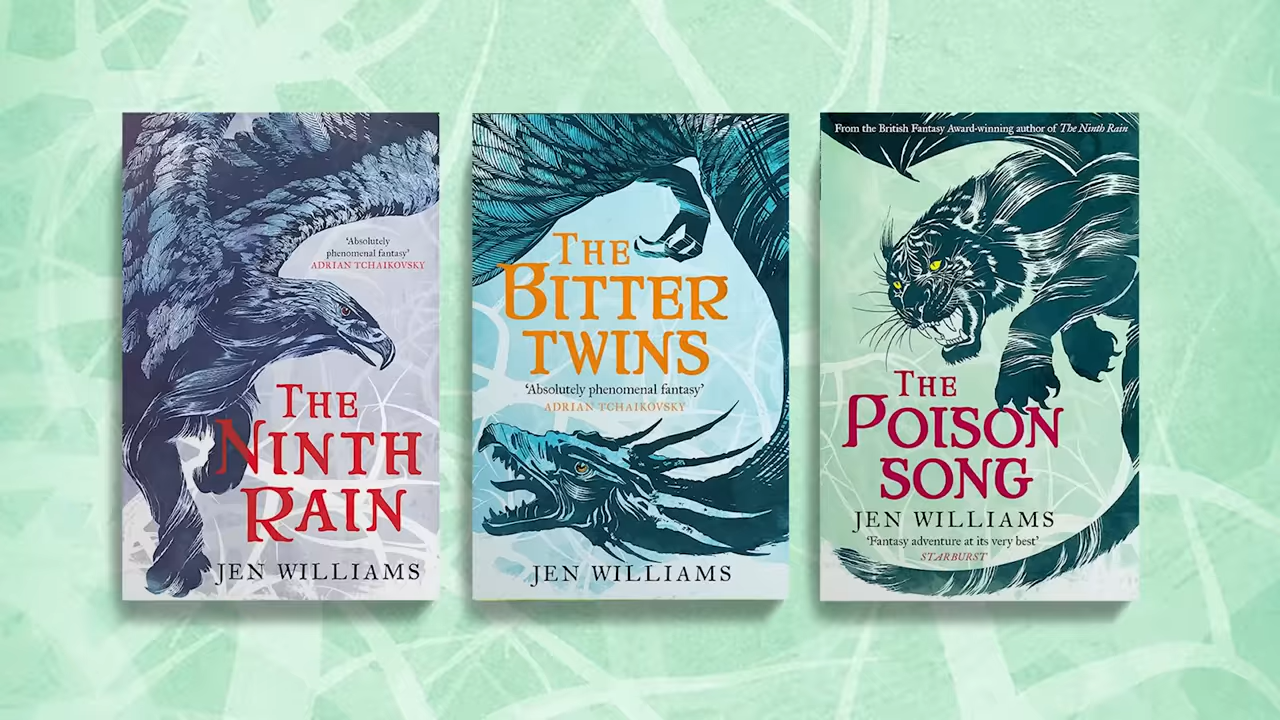 'Absolutely
phenomenal fantasy'
ADRIAN TCHAIKOVSKY
THE
NINTH
RAIN
JEN WILLIAMS
THE
BITTER
TWINS
'Absolutely phenomenal fantasy'
ADRIAN TCHAIKOVSKY
JEN WILLIAMS
From the British Fantasy Award-winning author of The Ninth Rain
THE
POISON
SONG
JEN WILLIAMS
'Fantasy adventure at its very best'
STARBURST